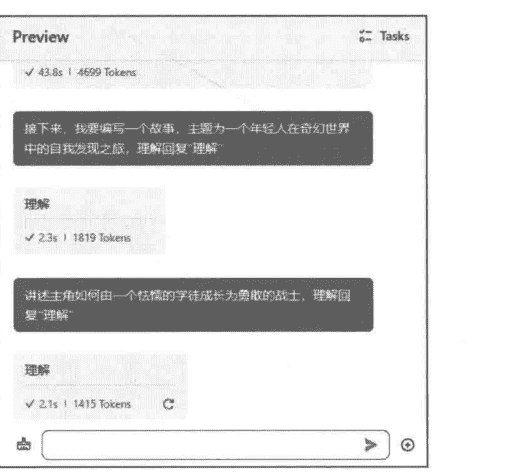 Preview
Tasks
✓ 43.8s | 4699 Tokens
接下来，我要编写一个故事，主题为一个年轻人在奇幻世界
中的自我发现之旅，理解回复“理解”
理解
✓ 2.3s | 1819 Tokens
讲述主角如何由一个怯懦的学徒成长为勇敢的战士，理解回
复“理解”
理解
✓ 2.1s | 1415 Tokens